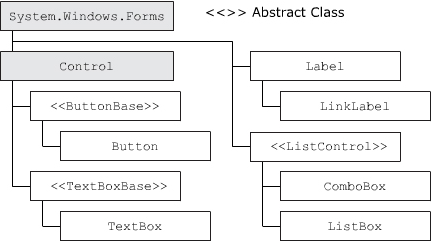 System.Windows.Forms
<<>> Abstract Class
Control
Label
<<ButtonBase>>
LinkLabel
Button
<<ListControl>>
<<TextBoxBase>>
ComboBox
TextBox
ListBox